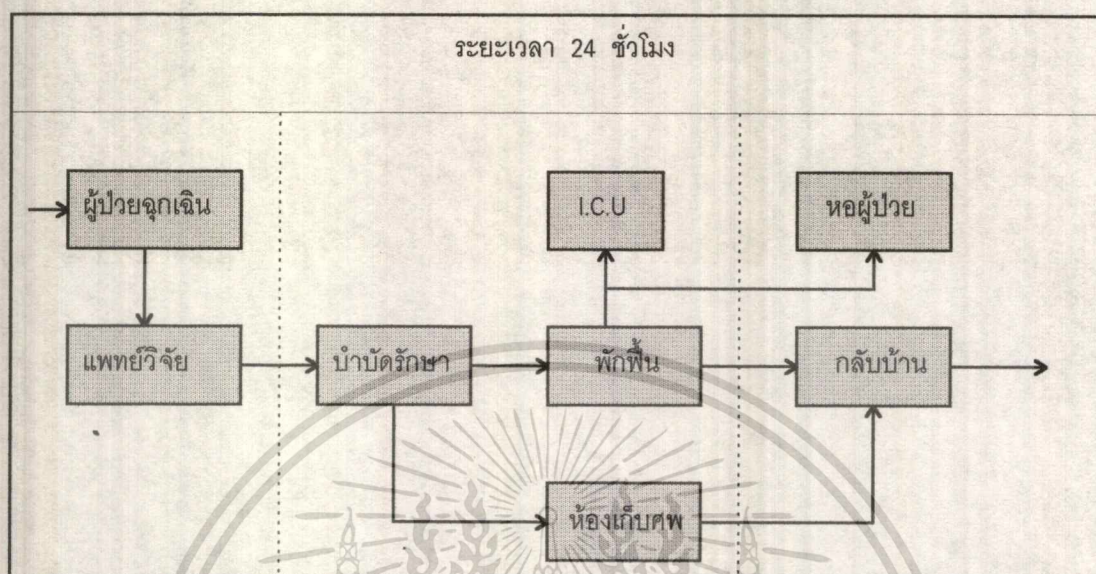 ระยะเวลา 24 ชั่วโมง
ผู้ป่วยฉุกเฉิน
I.C.U
หอผู้ป่วย
แพทย์วิจัย
บำบัดรักษา
พักฟื้น
กลับบ้าน
ห้องเก็บศพ